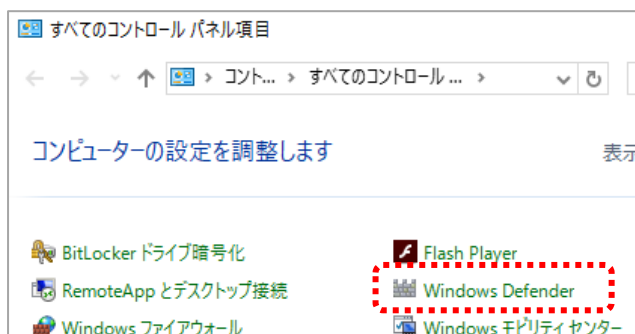 すべてのコントロール パネル項目
コント... › すべてのコントロール ... ›
コンピューターの設定を調整します
表示
BitLocker ドライブ暗号化
Flash Player
RemoteApp とデスクトップ接続
Windows Defender
Windows ファイアウォール
Windows モビリティ センター